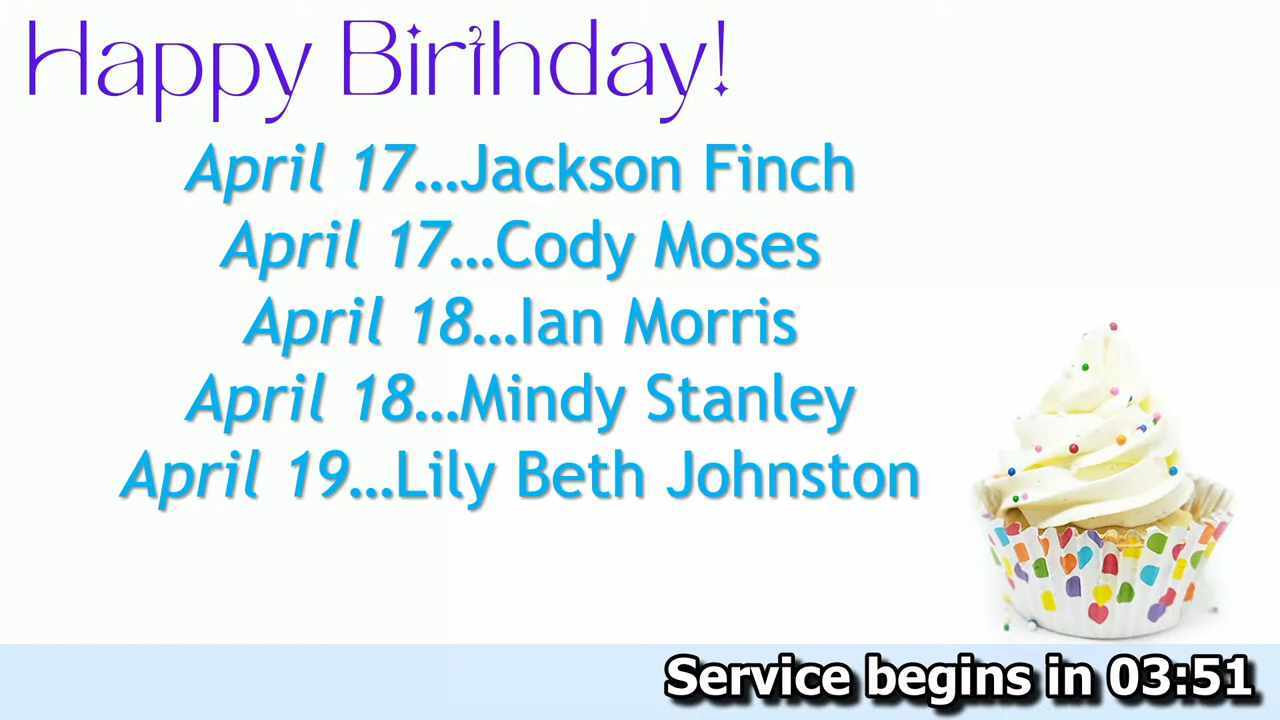 Happy Birthday!
April 17...Jackson Finch
April 17...Cody Moses
April 18...Ian Morris
April 18...Mindy Stanley
April 19...Lily Beth Johnston
Service begins in 03:51